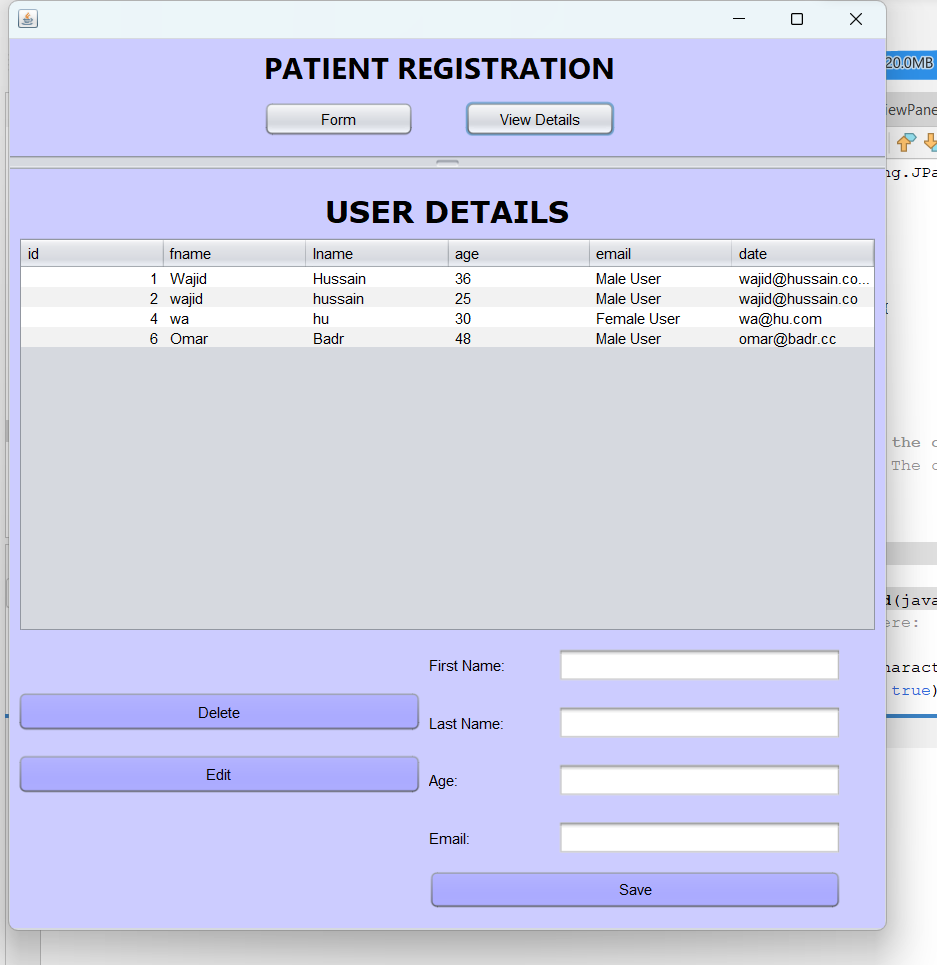 PATIENT REGISTRATION
Form View Details
USER DETAILS
id fname lname age email date
1 Wajid Hussain 36 Male User wajid@hussain.co...
2 wajid hussain 25 Male User wajid@hussain.co
4 wa hu 30 Female User wa@hu.com
6 Omar Badr 48 Male User omar@badr.cc
First Name:
Delete
Last Name:
Edit
Age:
Email:
Save
20.0MB
ewPane
ng.JPa
the c
The c
d(java
ere:
haract
true)